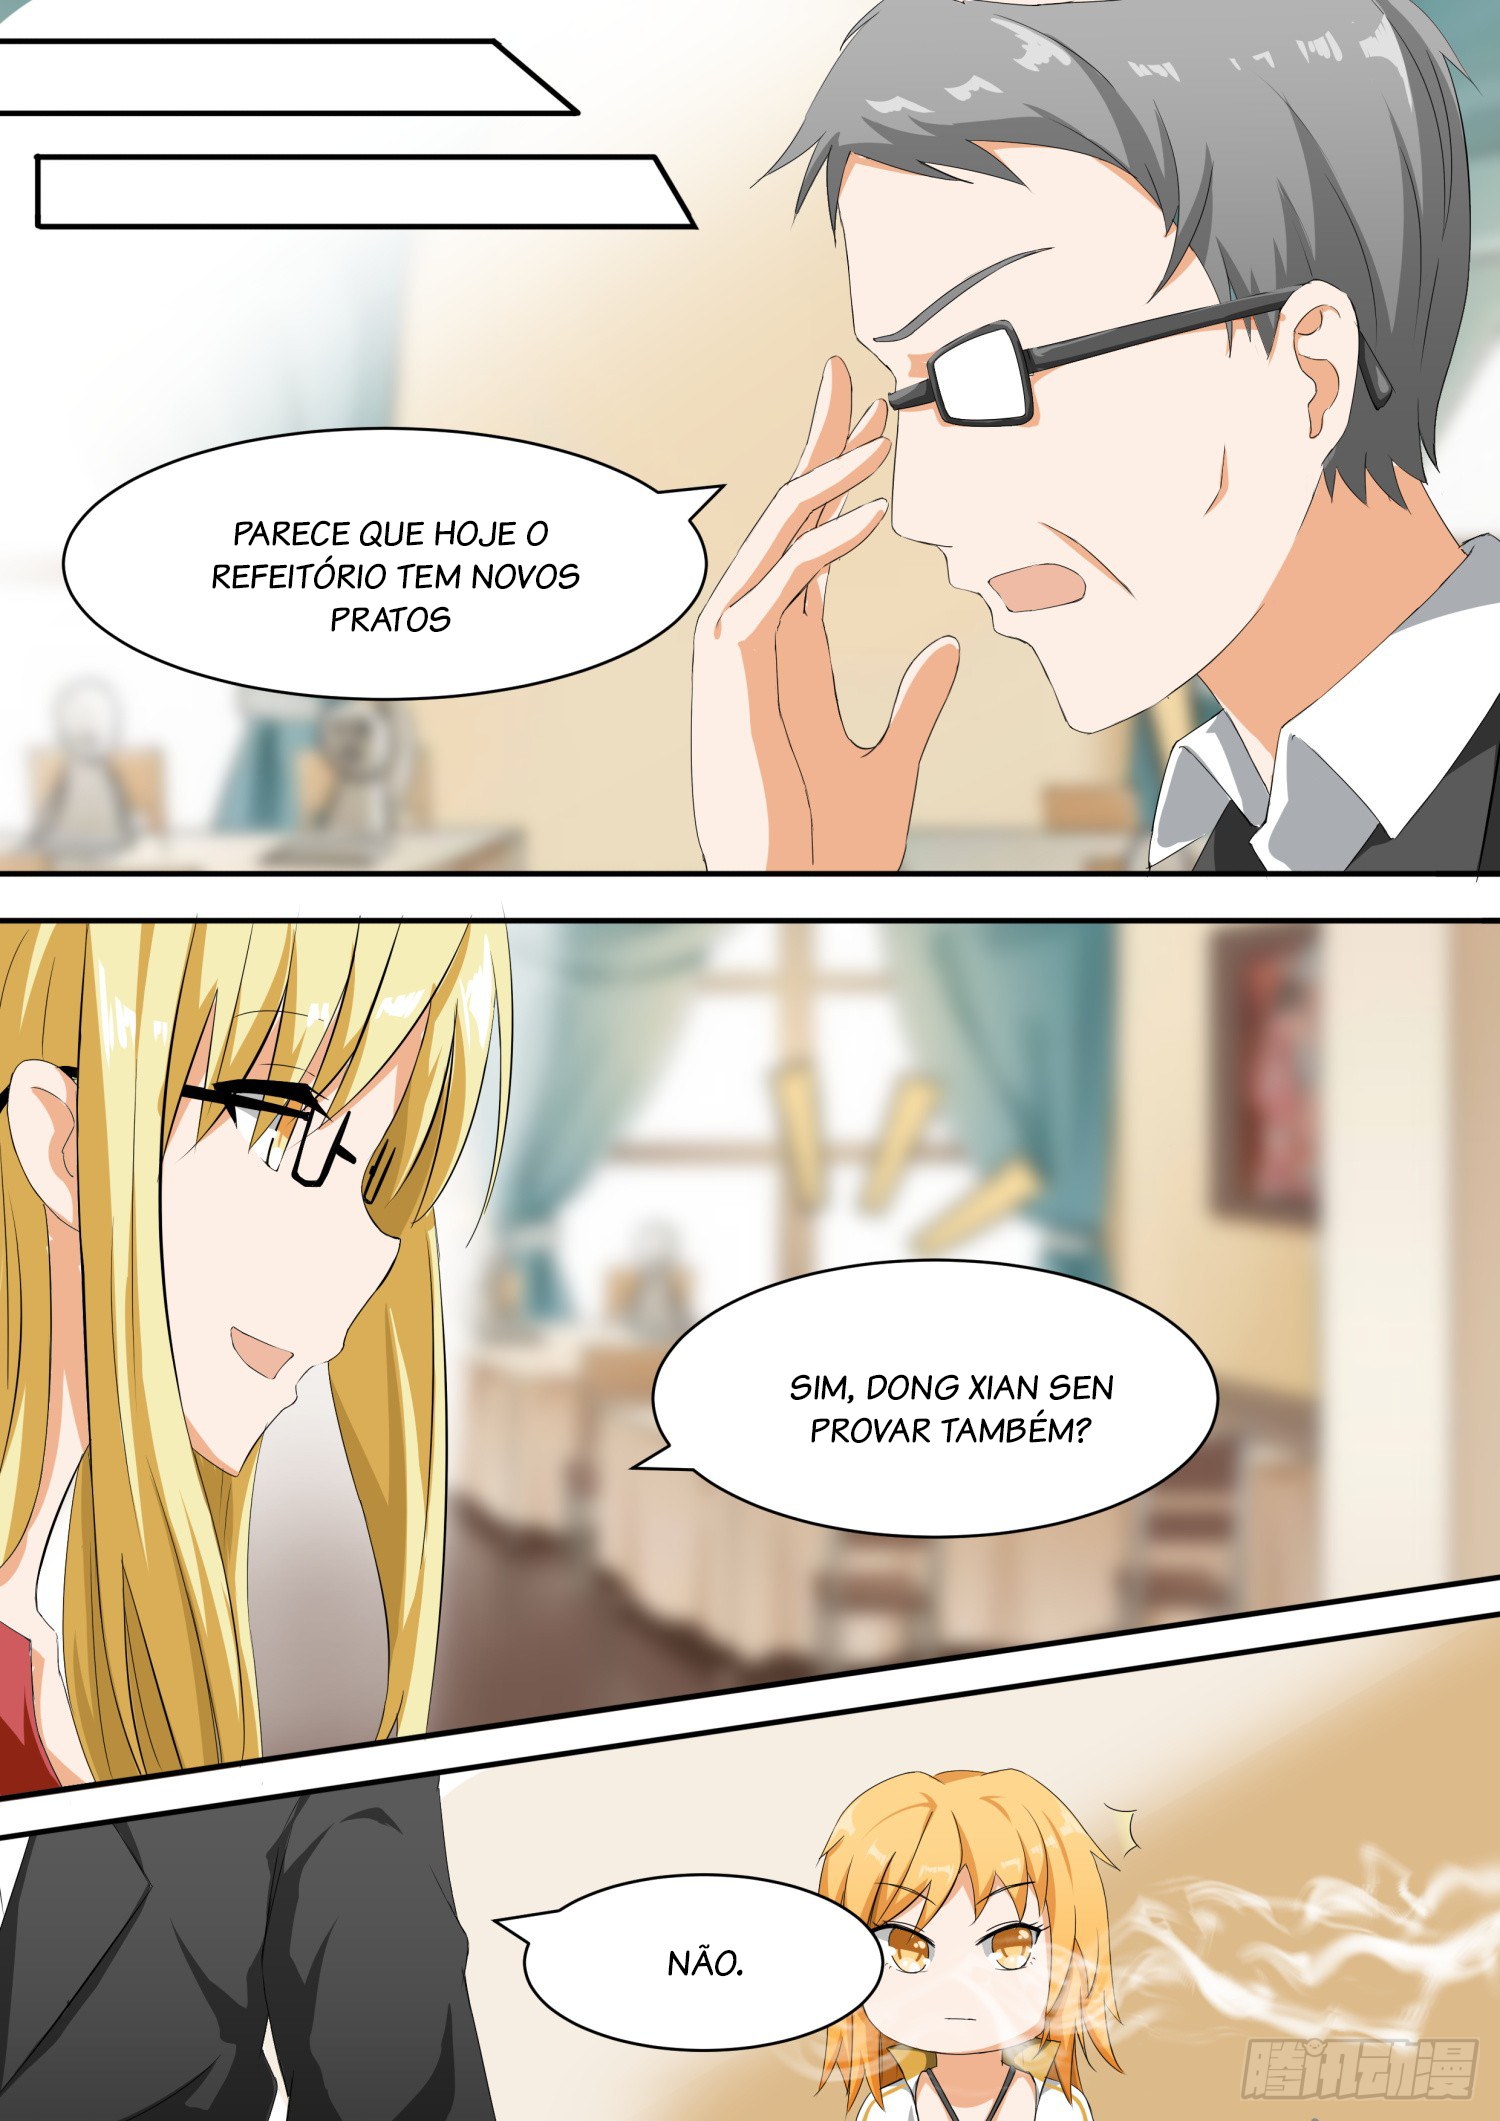 PARECE QUE HOJE O
REFEITÓRIO TEM NOVOS
PRATOS
SIM, DONG XIAN SEN
PROVAR TAMBÉM?
NÃO.
腾讯动漫